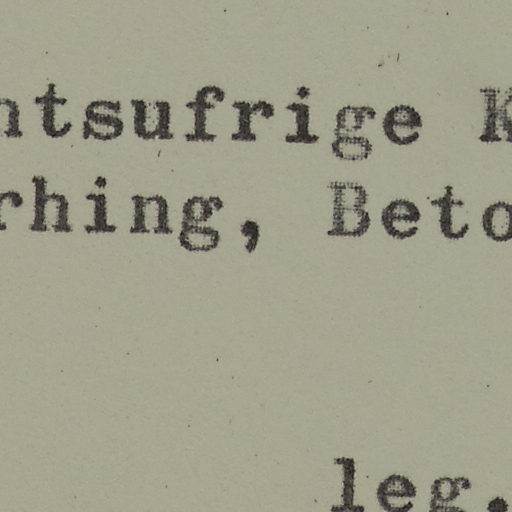 ntsufrige K
rhing, Beto
leg.